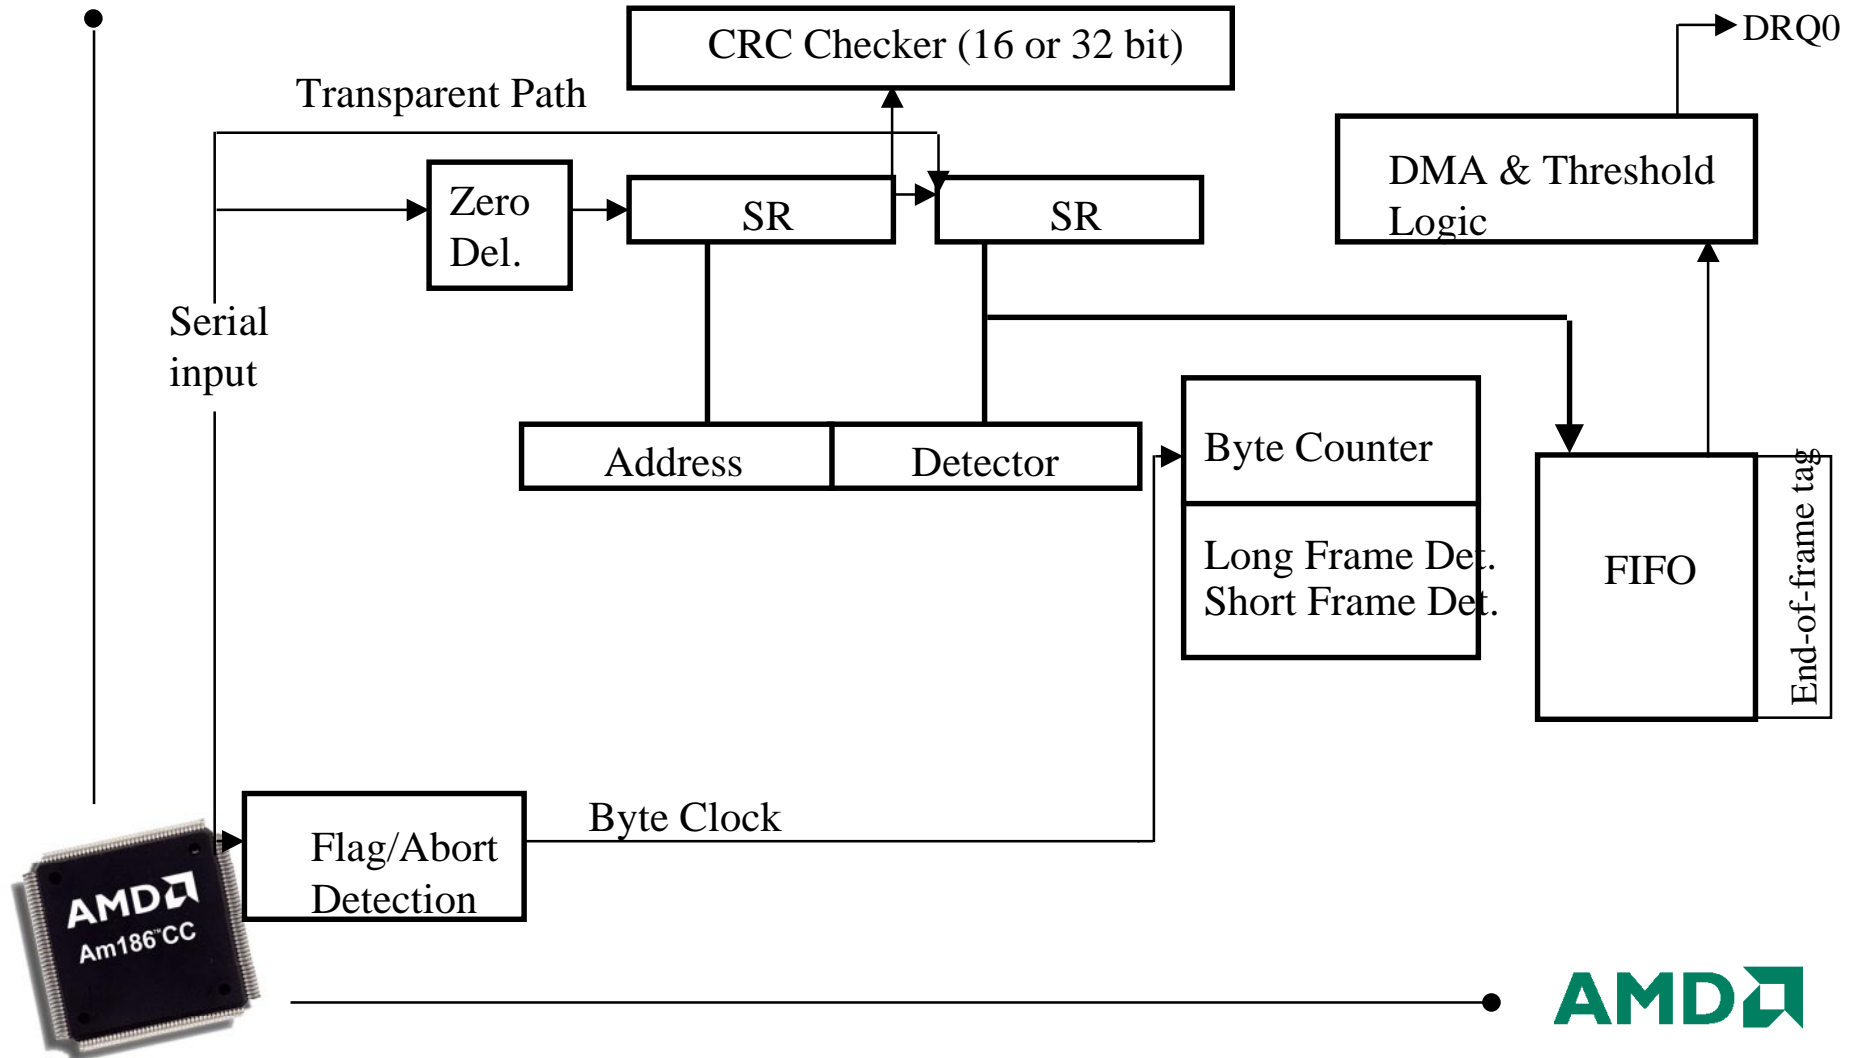 CRC Checker (16 or 32 bit)
DRQ0
Transparent Path
DMA & Threshold
Logic
Zero
Del.
SR
SR
Serial
input
Address
Detector
Byte Counter
Long Frame Det.
Short Frame Det.
FIFO
End-of-frame tag
Byte Clock
Flag/Abort
Detection
AMD
Am186™CC
AMD